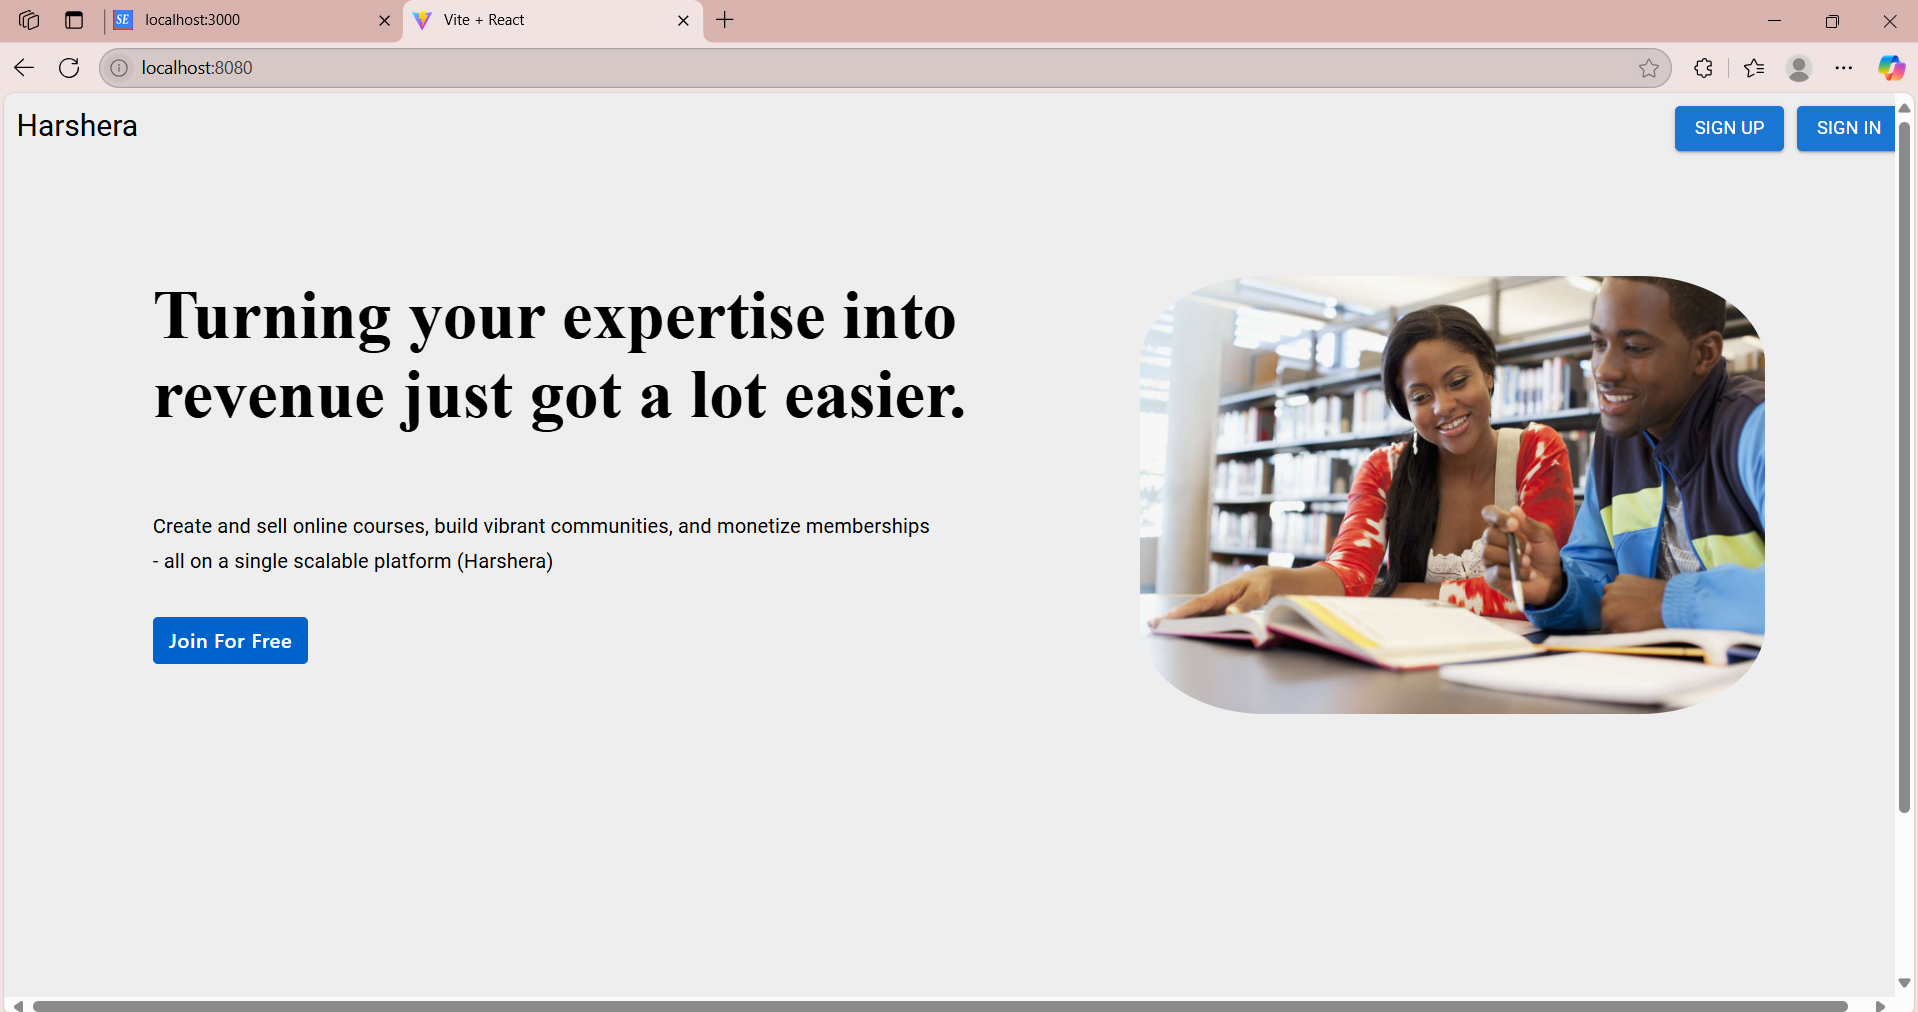 SE localhost:3000
Vite + React
localhost:8080
Harshera
SIGN UP
SIGN IN
Turning your expertise into
revenue just got a lot easier.
Create and sell online courses, build vibrant communities, and monetize memberships
- all on a single scalable platform (Harshera)
Join For Free